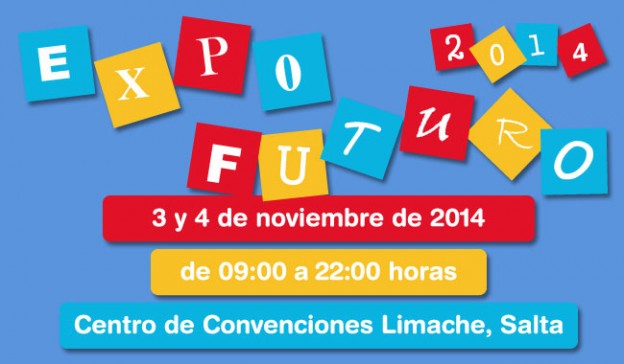 EXPO 2014
FUTURO
3 y 4 de noviembre de 2014
de 09:00 a 22:00 horas
Centro de Convenciones Limache, Salta